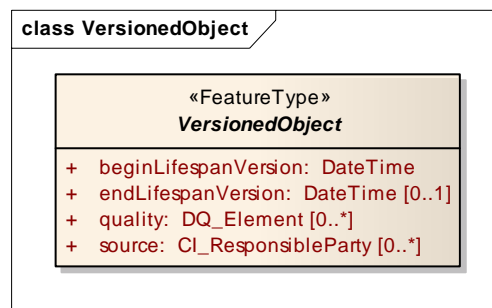 class VersionedObject
«FeatureType»
VersionedObject
+ beginLifespanVersion: DateTime
+ endLifespanVersion: DateTime [0..1]
+ quality: DQ_Element [0..*]
+ source: CI_ResponsibleParty [0..*]